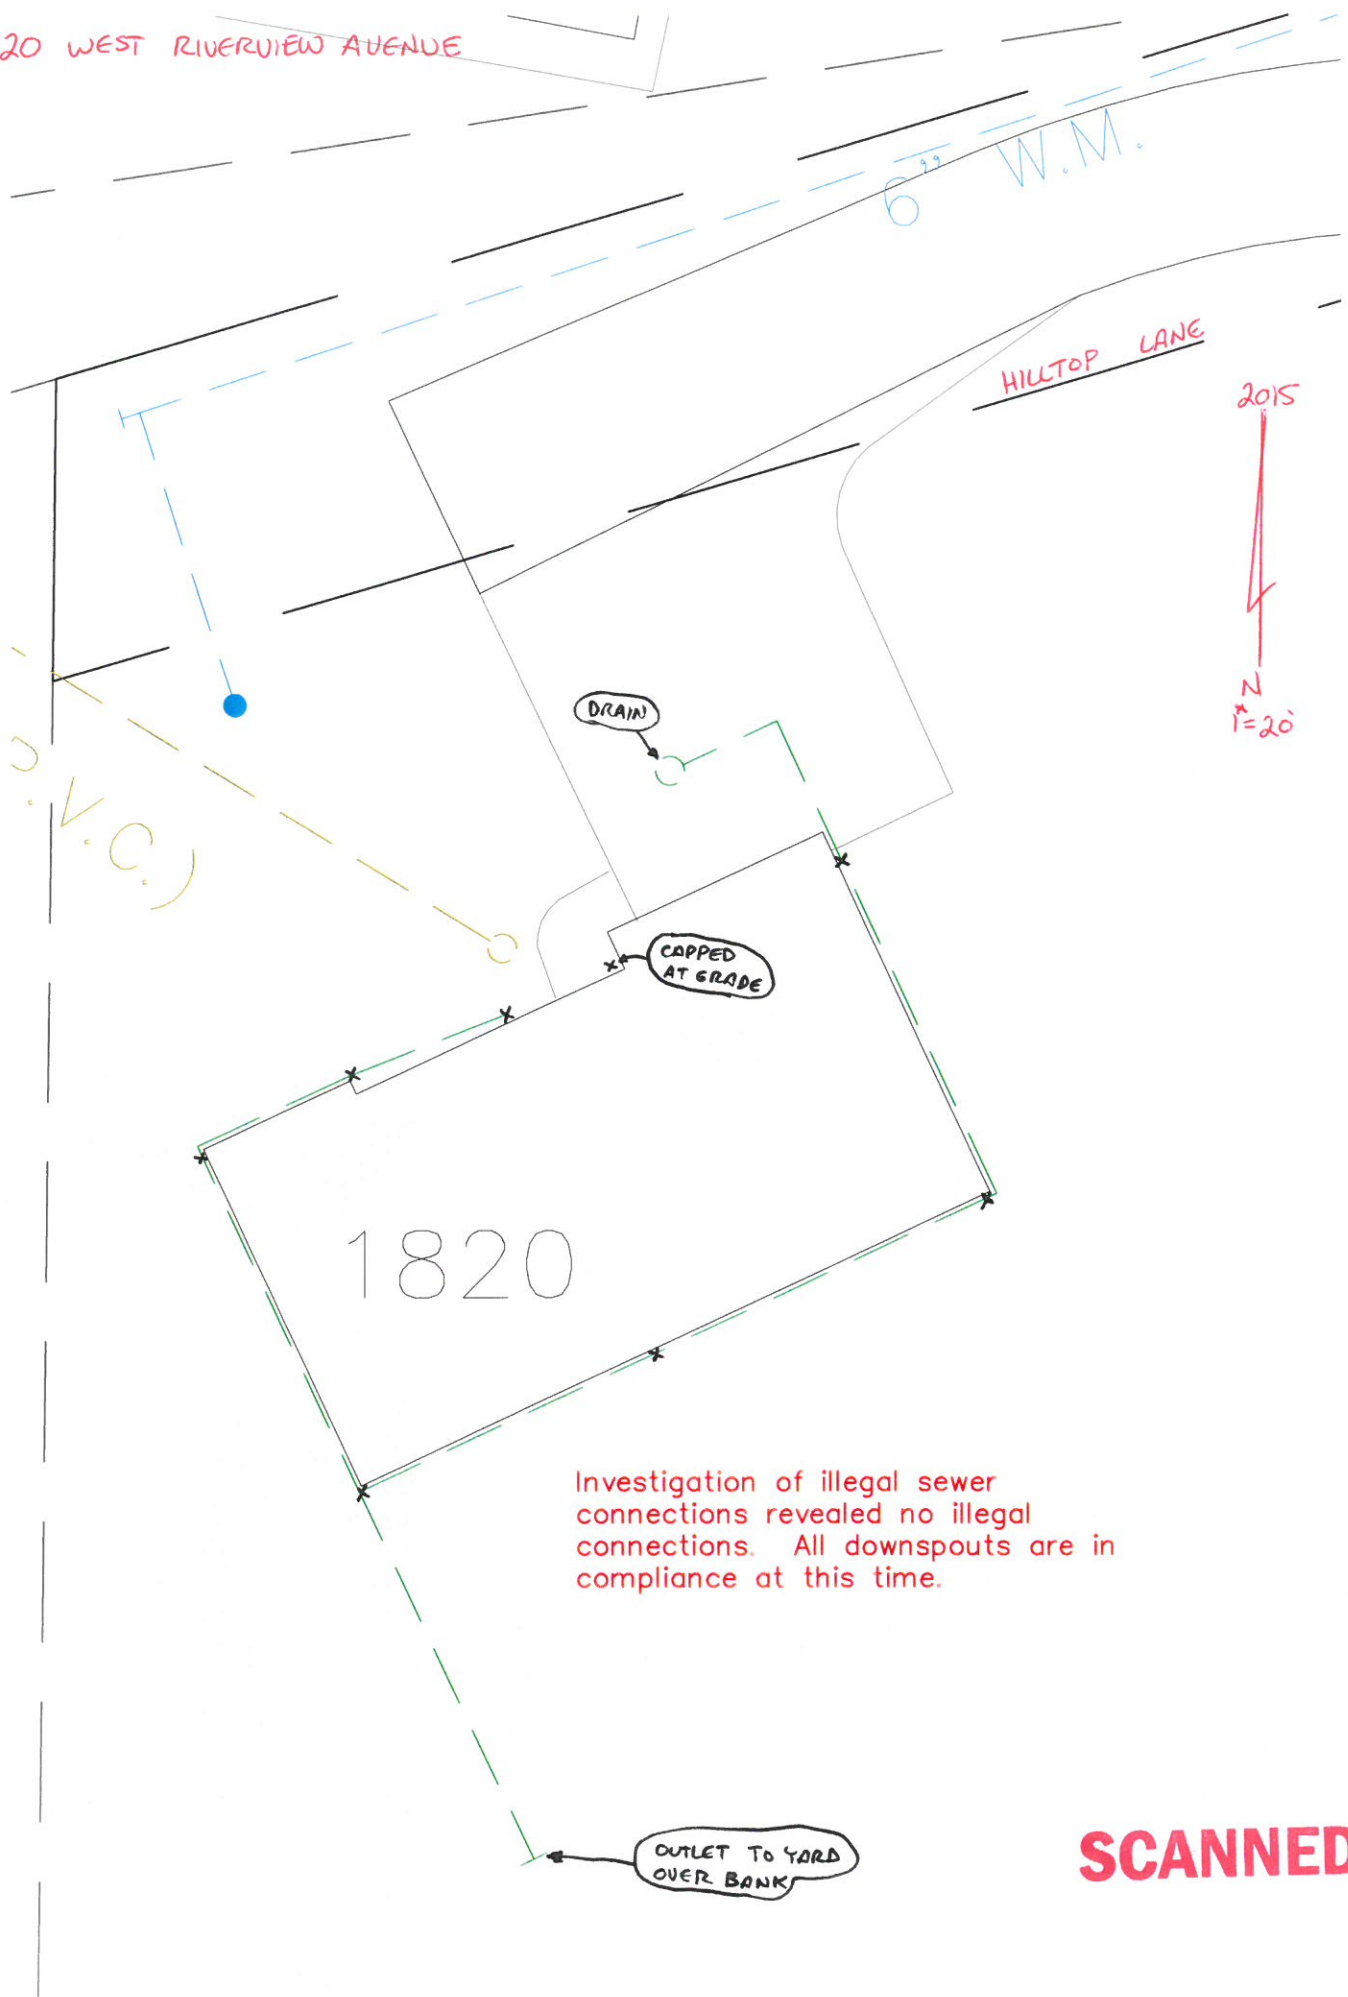 20 WEST RIVERVIEW AVENUE
6" W.M.
HILLTOP LANE
2015
N
1"=20'
DRAIN
.V.C.)
CAPPED
AT GRADE
1820
Investigation of illegal sewer
connections revealed no illegal
connections. All downspouts are in
compliance at this time.
OUTLET TO YARD
OVER BANK
SCANNED